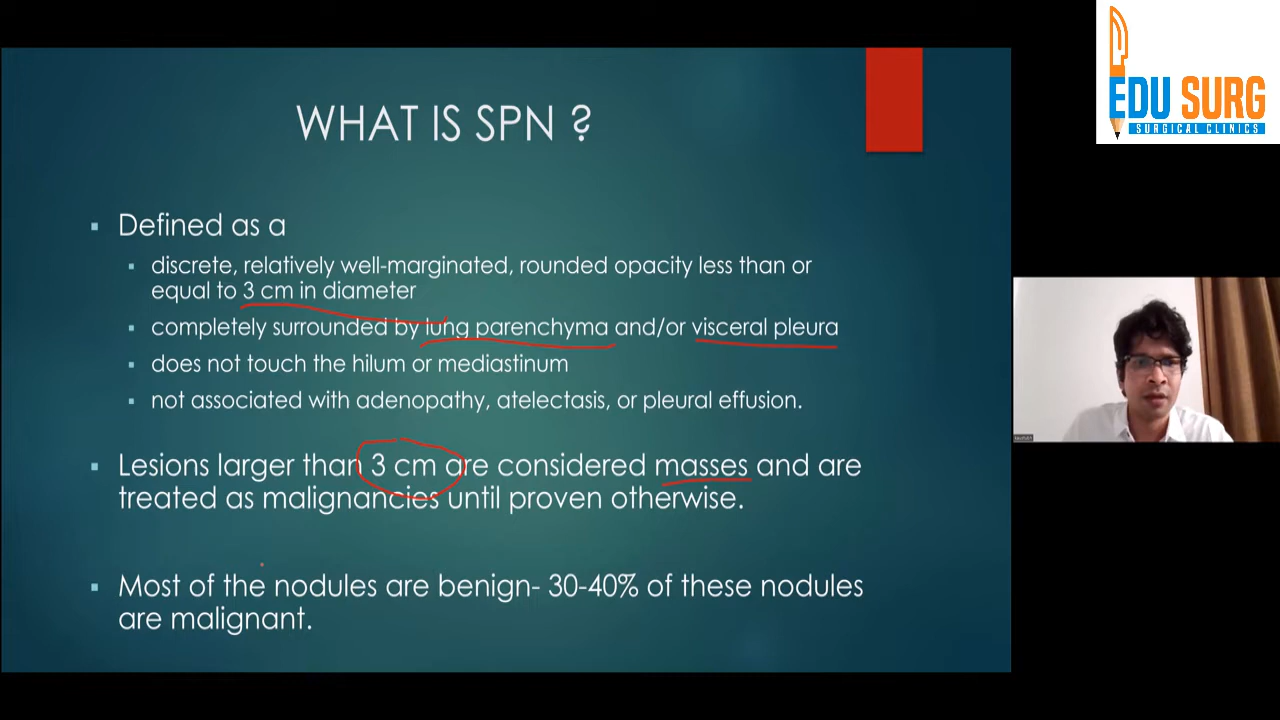 EDU SURG
SURGICAL CLINICS
WHAT IS SPN ?
▪ Defined as a
▪ discrete, relatively well-marginated, rounded opacity less than or
equal to 3 cm in diameter
▪ completely surrounded by lung parenchyma and/or visceral pleura
▪ does not touch the hilum or mediastinum
▪ not associated with adenopathy, atelectasis, or pleural effusion.
▪ Lesions larger than 3 cm are considered masses and are
treated as malignancies until proven otherwise.
▪ Most of the nodules are benign- 30-40% of these nodules
are malignant.